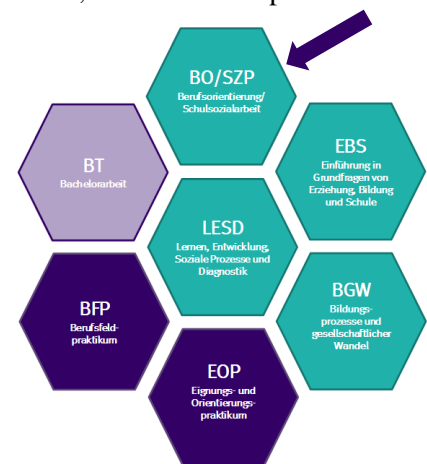 BO/SZP
Berufsorientierung/
Schulsozialarbeit
EBS
Einführung in
Grundfragen von
Erziehung, Bildung
und Schule
BT
Bachelorarbeit
LESD
Lernen, Entwicklung,
Soziale Prozesse und
Diagnostik
BFP
Berufsfeld-
praktikum
BGW
Bildungs-
prozesse und
gesellschaftlicher
Wandel
EOP
Eignungs- und
Orientierungs-
praktikum